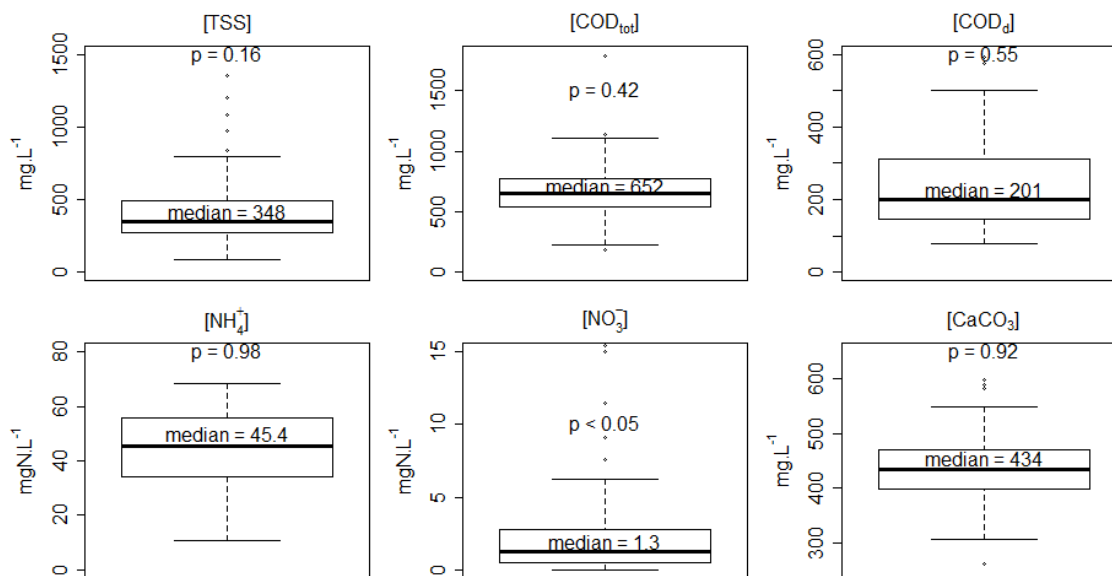 [TSS]
1500
1000
500
0
mg.L⁻¹
p = 0.16
median = 348
[COD_tot]
1500
1000
500
0
mg.L⁻¹
p = 0.42
median = 652
[COD_d]
600
400
200
0
mg.L⁻¹
p = 0.55
median = 201
[NH₄⁺]
80
60
40
20
0
mgN.L⁻¹
p = 0.98
median = 45.4
[NO₃⁻]
15
10
5
0
mgN.L⁻¹
p < 0.05
median = 1.3
[CaCO₃]
600
500
400
300
mg.L⁻¹
p = 0.92
median = 434